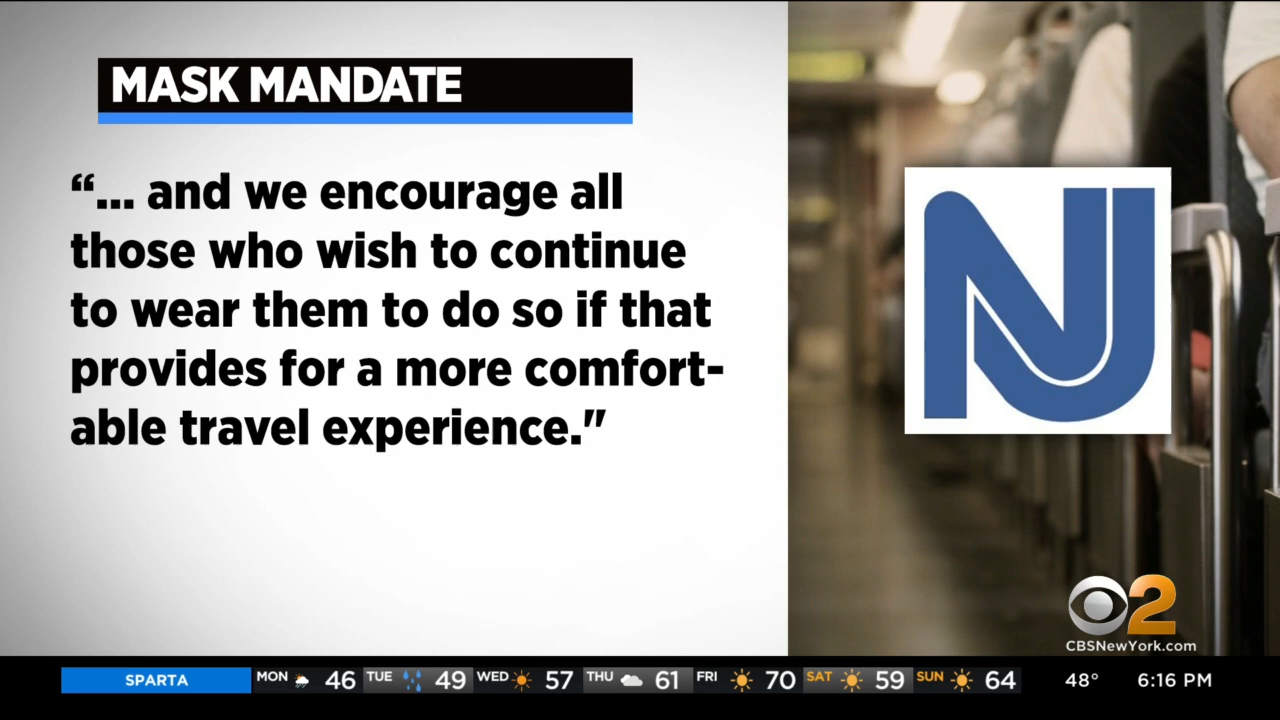 MASK MANDATE
“... and we encourage all
those who wish to continue
to wear them to do so if that
provides for a more comfort-
able travel experience."
NJ
2
CBSNewYork.com
SPARTA MON 46 TUE 49 WED 57 THU 61 FRI 70 SAT 59 SUN 64 48° 6:16 PM